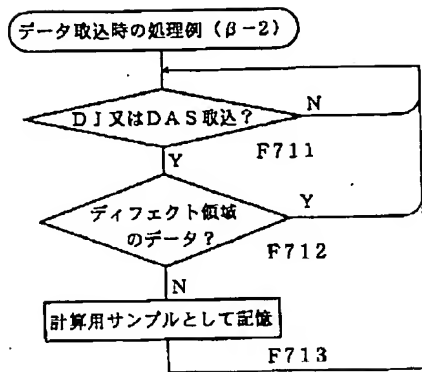 データ取込時の処理例(β-2)
DJ又はDAS取込?
N
F711
Y
ディフェクト領域
のデータ?
Y
F712
N
計算用サンプルとして記憶
F713